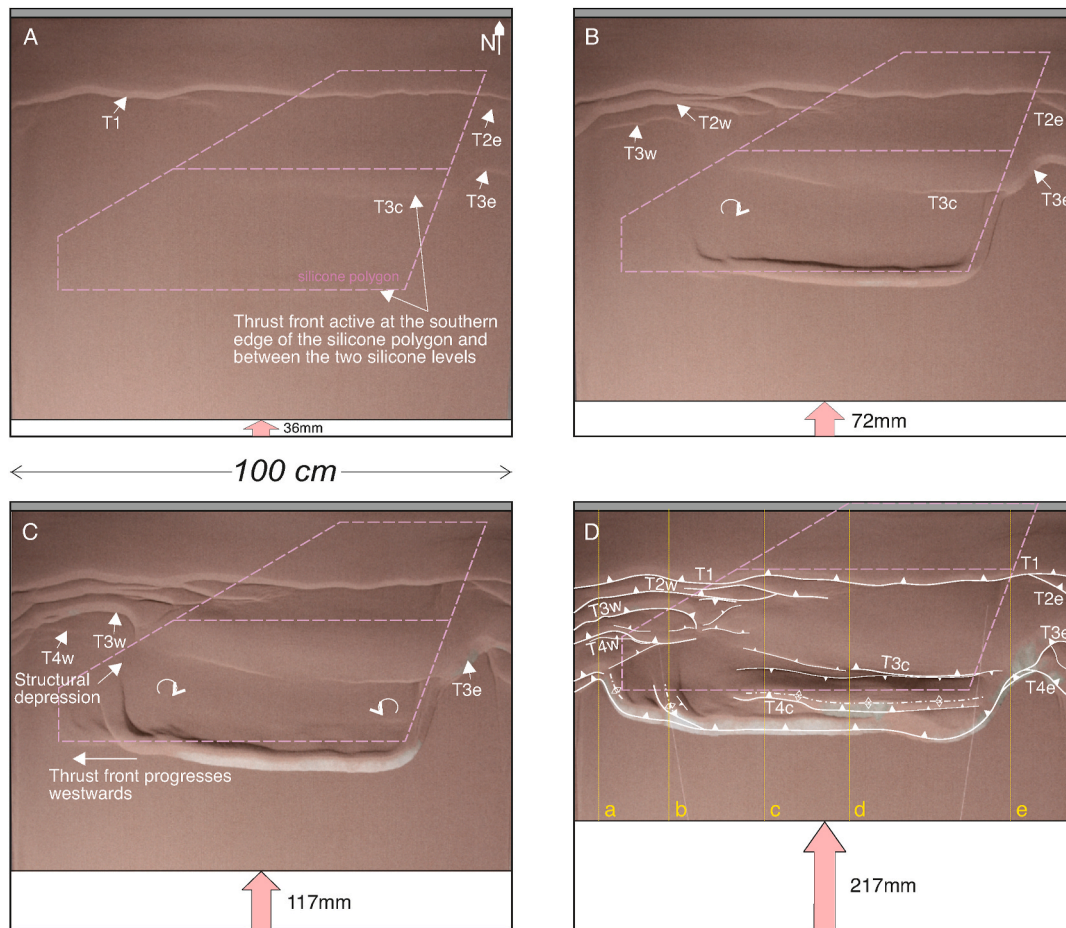 A
N
T1
T2e
T3e
T3c
silicone polygon
Thrust front active at the southern
edge of the silicone polygon and
between the two silicone levels
36mm
B
T2w
T2e
T3w
T3e
T3c
72mm
100 cm
C
T3w
T4w
Structural
depression
T3e
Thrust front progresses
westwards
117mm
D
T1
T2w
T2e
T3w
T3e
T4w
T3c
T4e
T4c
a
b
c
d
e
217mm